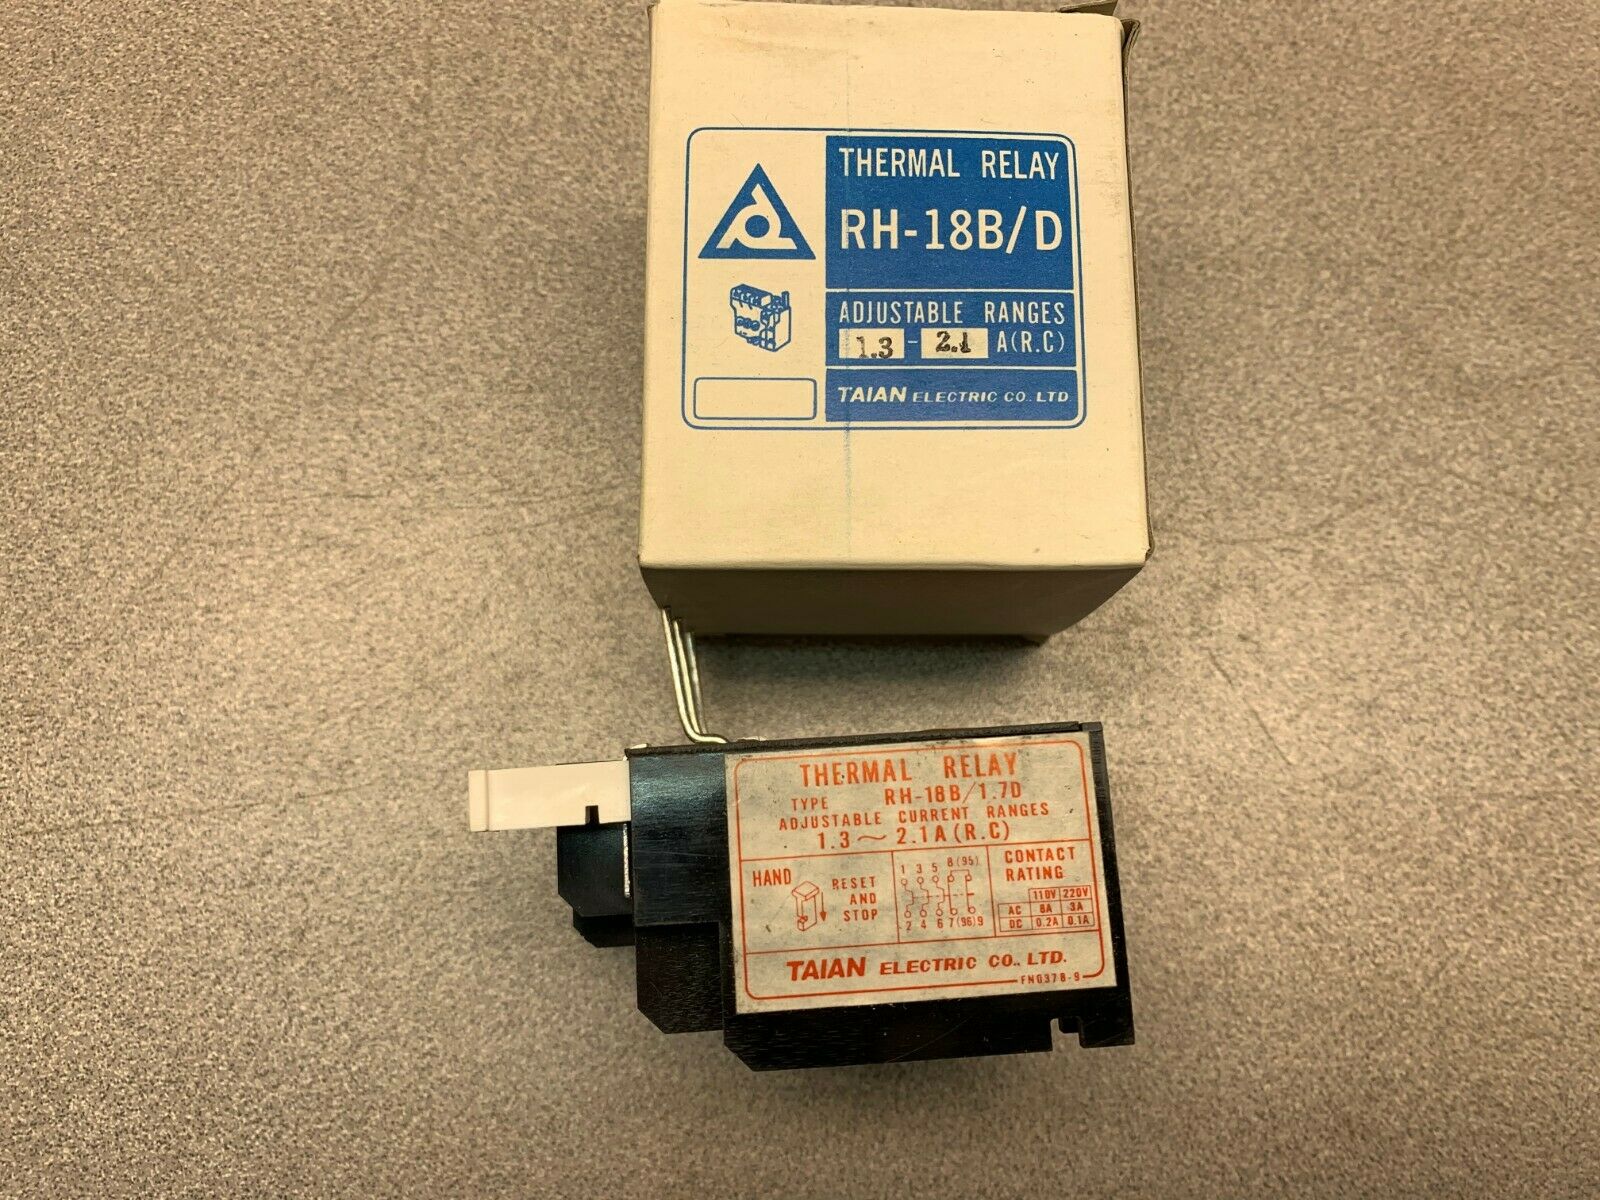 THERMAL RELAY
RH-18B/D
ADJUSTABLE RANGES
1.3 - 2.1 A(R.C)
TAIAN ELECTRIC CO. LTD
THERMAL RELAY
TYPE RH-18B/1.7D
ADJUSTABLE CURRENT RANGES
1.3~2.1A(R.C)
HAND
RESET
AND
STOP
1 3 5 8(95)
2 4 6 7(96)9
CONTACT
RATING
110V 220V
AC 6A 3A
DC 0.2A 0.1A
TAIAN ELECTRIC CO., LTD.
FN0378-9